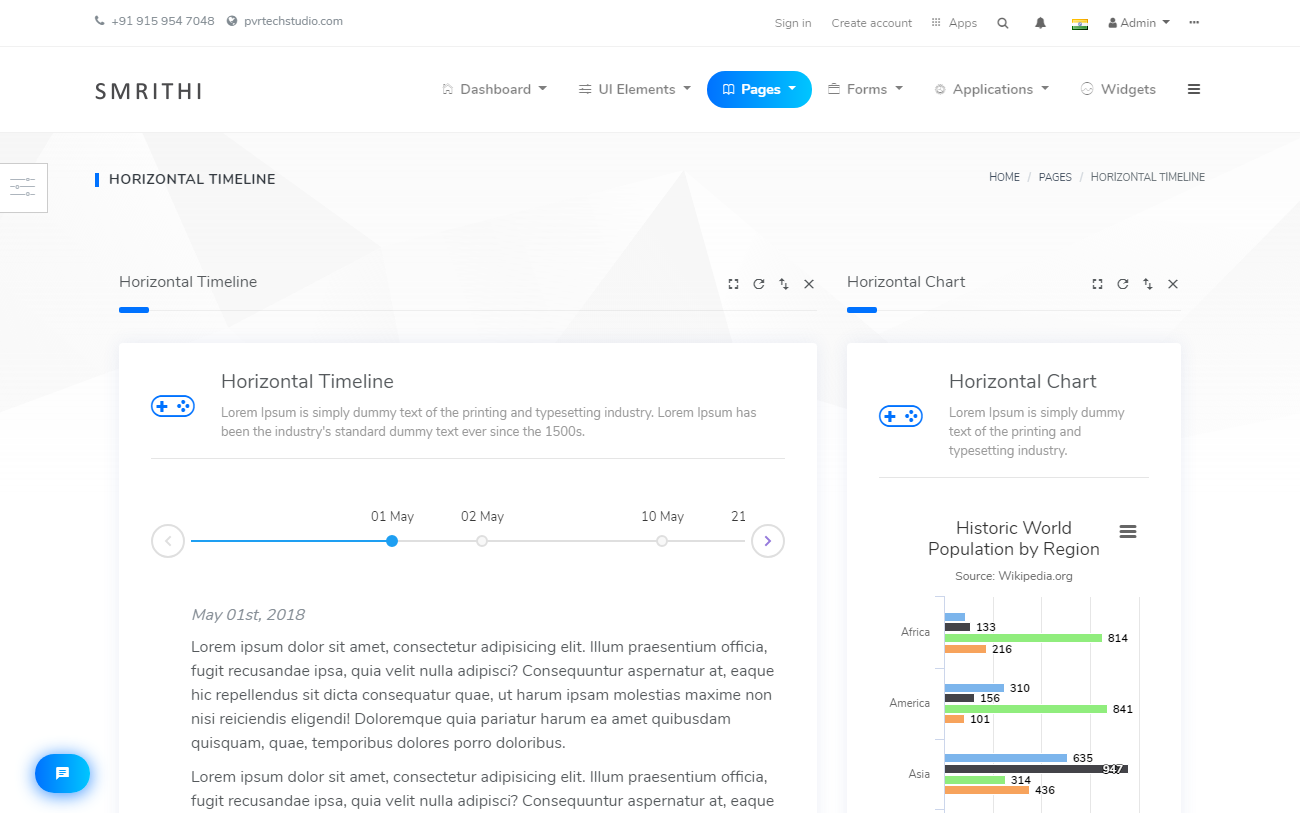 +91 915 954 7048 pvrtechstudio.com Sign in Create account Apps Admin
SMRITHI Dashboard UI Elements Pages Forms Applications Widgets
HORIZONTAL TIMELINE HOME / PAGES / HORIZONTAL TIMELINE
Horizontal Timeline
Horizontal Timeline
Lorem Ipsum is simply dummy text of the printing and typesetting industry. Lorem Ipsum has
been the industry's standard dummy text ever since the 1500s.
01 May 02 May 10 May 21
May 01st, 2018
Lorem ipsum dolor sit amet, consectetur adipisicing elit. Illum praesentium officia,
fugit recusandae ipsa, quia velit nulla adipisci? Consequuntur aspernatur at, eaque
hic repellendus sit dicta consequatur quae, ut harum ipsam molestias maxime non
nisi reiciendis eligendi! Doloremque quia pariatur harum ea amet quibusdam
quisquam, quae, temporibus dolores porro doloribus.
Lorem ipsum dolor sit amet, consectetur adipisicing elit. Illum praesentium officia,
fugit recusandae ipsa, quia velit nulla adipisci? Consequuntur aspernatur at, eaque
Horizontal Chart
Horizontal Chart
Lorem Ipsum is simply dummy
text of the printing and
typesetting industry.
Historic World
Population by Region
Source: Wikipedia.org
Africa
133
814
216
America
310
156
841
101
Asia
635
947
314
436